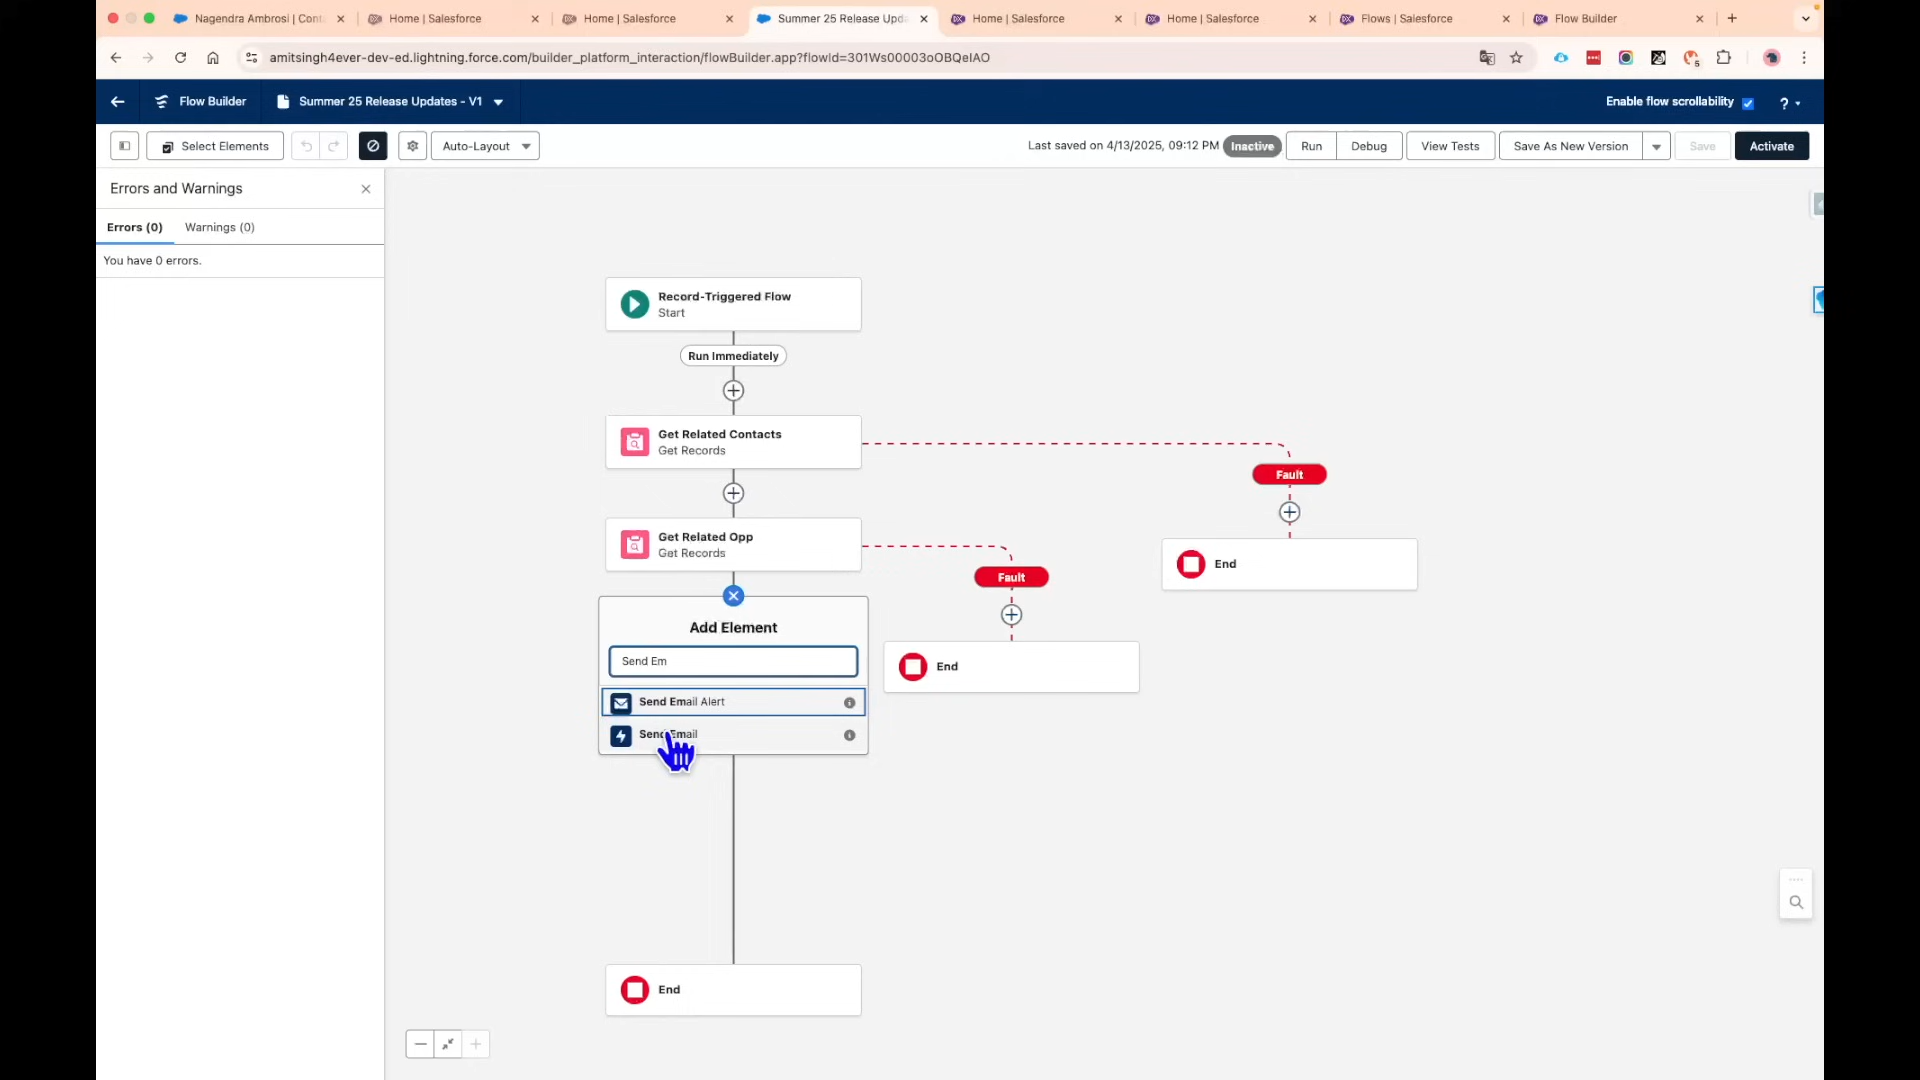 Nagendra Ambrosi | Conta
Home | Salesforce
Home | Salesforce
Summer 25 Release Upda
Home | Salesforce
Home | Salesforce
Flows | Salesforce
Flow Builder
amitsingh4ever-dev-ed.lightning.force.com/builder_platform_interaction/flowBuilder.app?flowId=301Ws00003oOBQeIAO
5
Flow Builder
Summer 25 Release Updates - V1
Enable flow scrollability
?
Select Elements
Auto-Layout
Last saved on 4/13/2025, 09:12 PM
Inactive
Run
Debug
View Tests
Save As New Version
Save
Activate
Errors and Warnings
Errors (0)
Warnings (0)
You have 0 errors.
Record-Triggered Flow
Start
Run Immediately
Get Related Contacts
Get Records
Fault
End
Get Related Opp
Get Records
Fault
End
Add Element
Send Em
Send Email Alert
Send Email
End